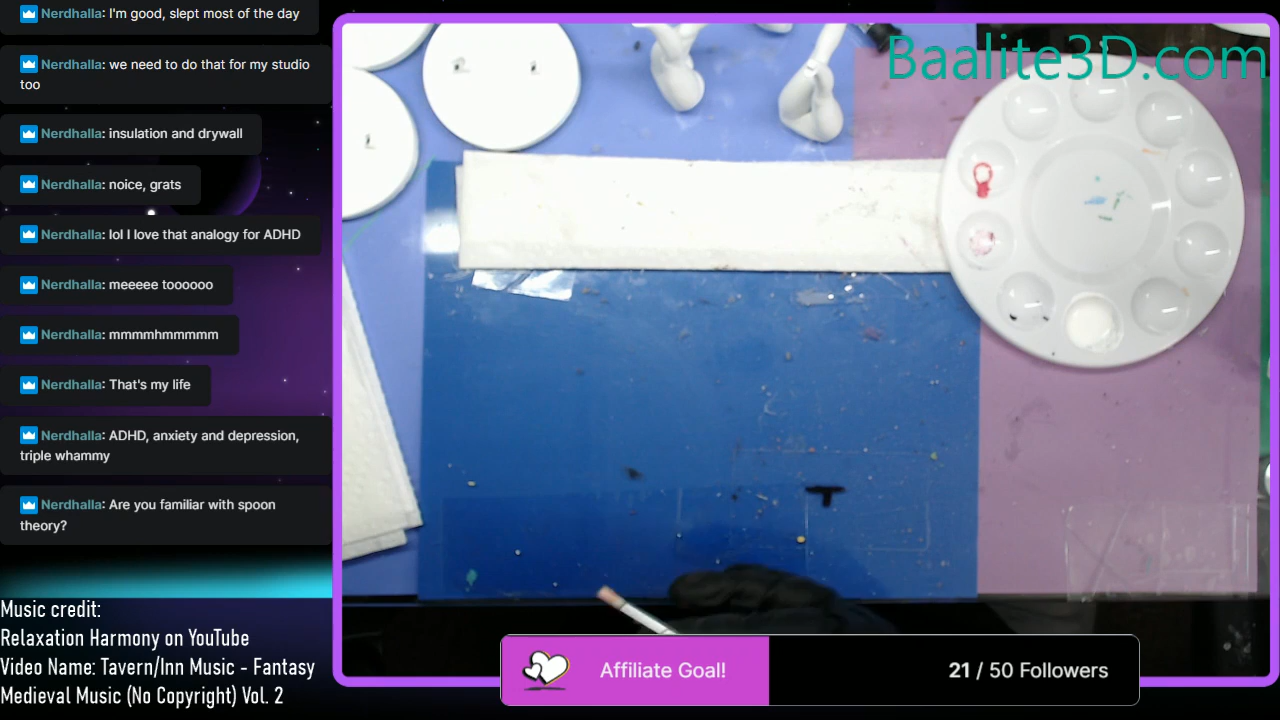 Nerdhalla: I'm good, slept most of the day
Nerdhalla: we need to do that for my studio
too
Nerdhalla: insulation and drywall
Nerdhalla: noice, grats
Nerdhalla: lol I love that analogy for ADHD
Nerdhalla: meeeee toooooo
Nerdhalla: mmmmhmmmmm
Nerdhalla: That's my life
Nerdhalla: ADHD, anxiety and depression,
triple whammy
Nerdhalla: Are you familiar with spoon
theory?
Music credit:
Relaxation Harmony on YouTube
Video Name: Tavern/Inn Music - Fantasy
Medieval Music (No Copyright) Vol. 2
Baalite3D.com
Affiliate Goal!
21 / 50 Followers